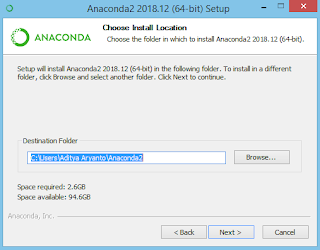 Anaconda2 2018.12 (64-bit) Setup
ANACONDA
Choose Install Location
Choose the folder in which to install Anaconda2 2018.12 (64-bit).
Setup will install Anaconda2 2018.12 (64-bit) in the following folder. To install in a different
folder, click Browse and select another folder. Click Next to continue.
Destination Folder
C:\Users\Aditya Aryanto\Anaconda2
Browse...
Space required: 2.6GB
Space available: 94.6GB
Anaconda, Inc.
< Back
Next >
Cancel